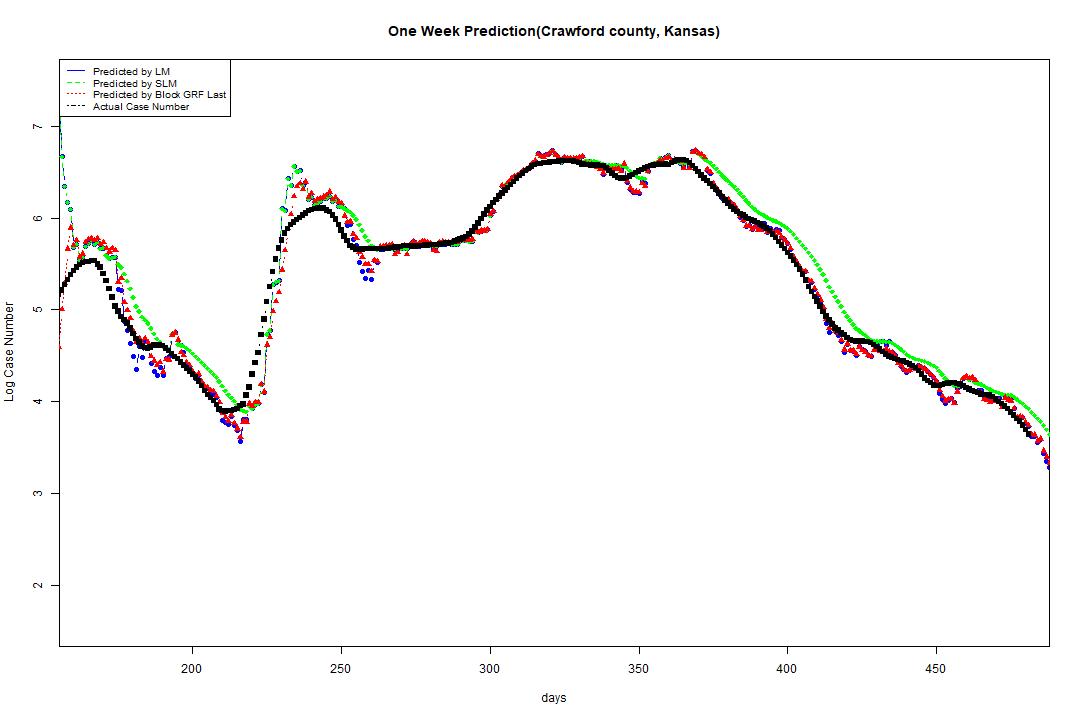 One Week Prediction(Crawford county, Kansas)
Predicted by LM
Predicted by SLM
Predicted by Block GRF Last
Actual Case Number
7
6
5
4
3
2
Log Case Number
200 250 300 350 400 450
days